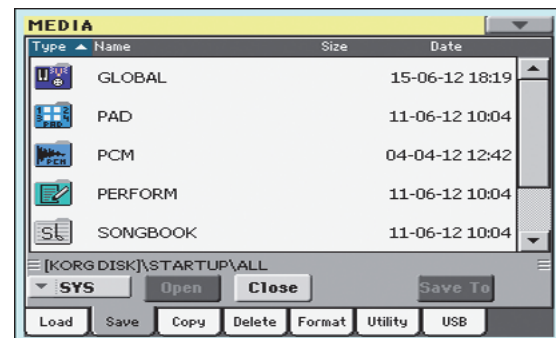 MEDIA
Type Name Size Date
GLOBAL 15-06-12 18:19
PAD 11-06-12 10:04
PCM 04-04-12 12:42
PERFORM 11-06-12 10:04
SONGBOOK 11-06-12 10:04
[KORG DISK]\STARTUP\ALL
SYS Open Close Save To
Load Save Copy Delete Format Utility USB